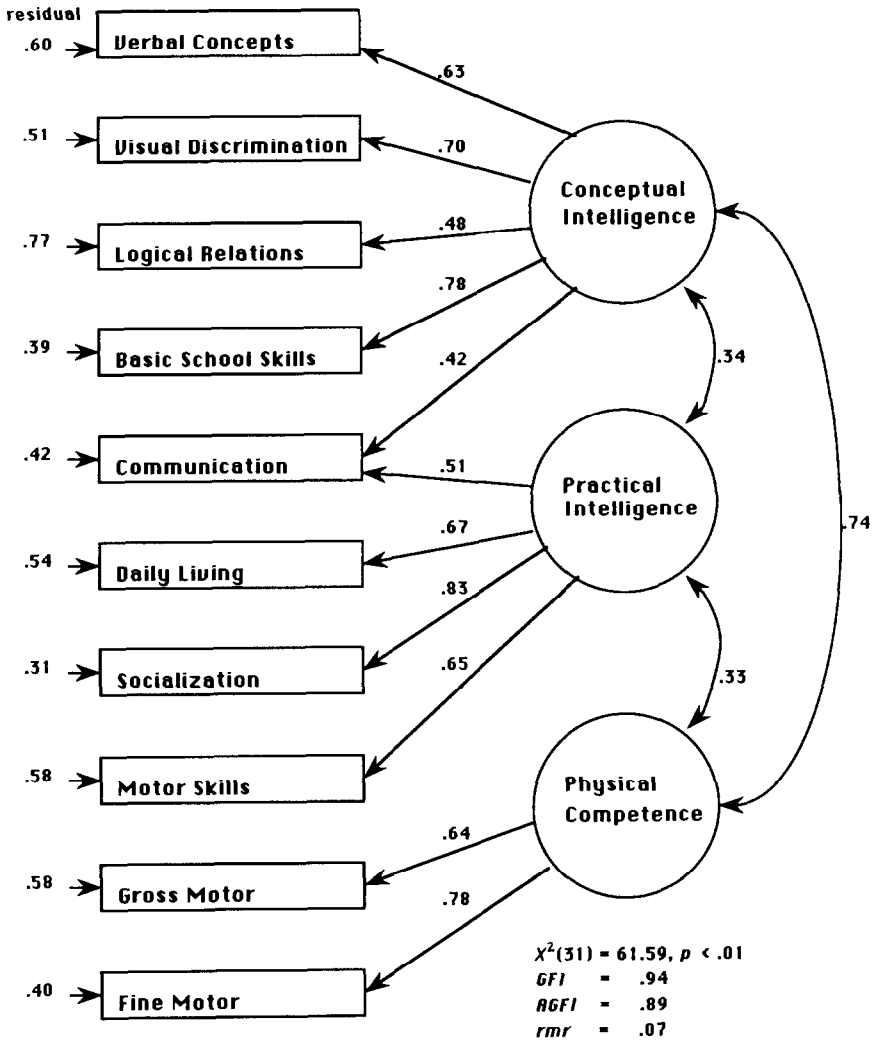 residual
.60
Verbal Concepts
.63
.51
Visual Discrimination
.70
Conceptual
Intelligence
.77
Logical Relations
.48
.78
.39
Basic School Skills
.42
.34
.42
Communication
.51
Practical
Intelligence
.74
.54
Daily Living
.67
.83
.31
Socialization
.65
.33
.58
Motor Skills
Physical
Competence
.64
.58
Gross Motor
.78
.40
Fine Motor
X²(31) = 61.59, p < .01
GFI = .94
AGFI = .89
rmr = .07